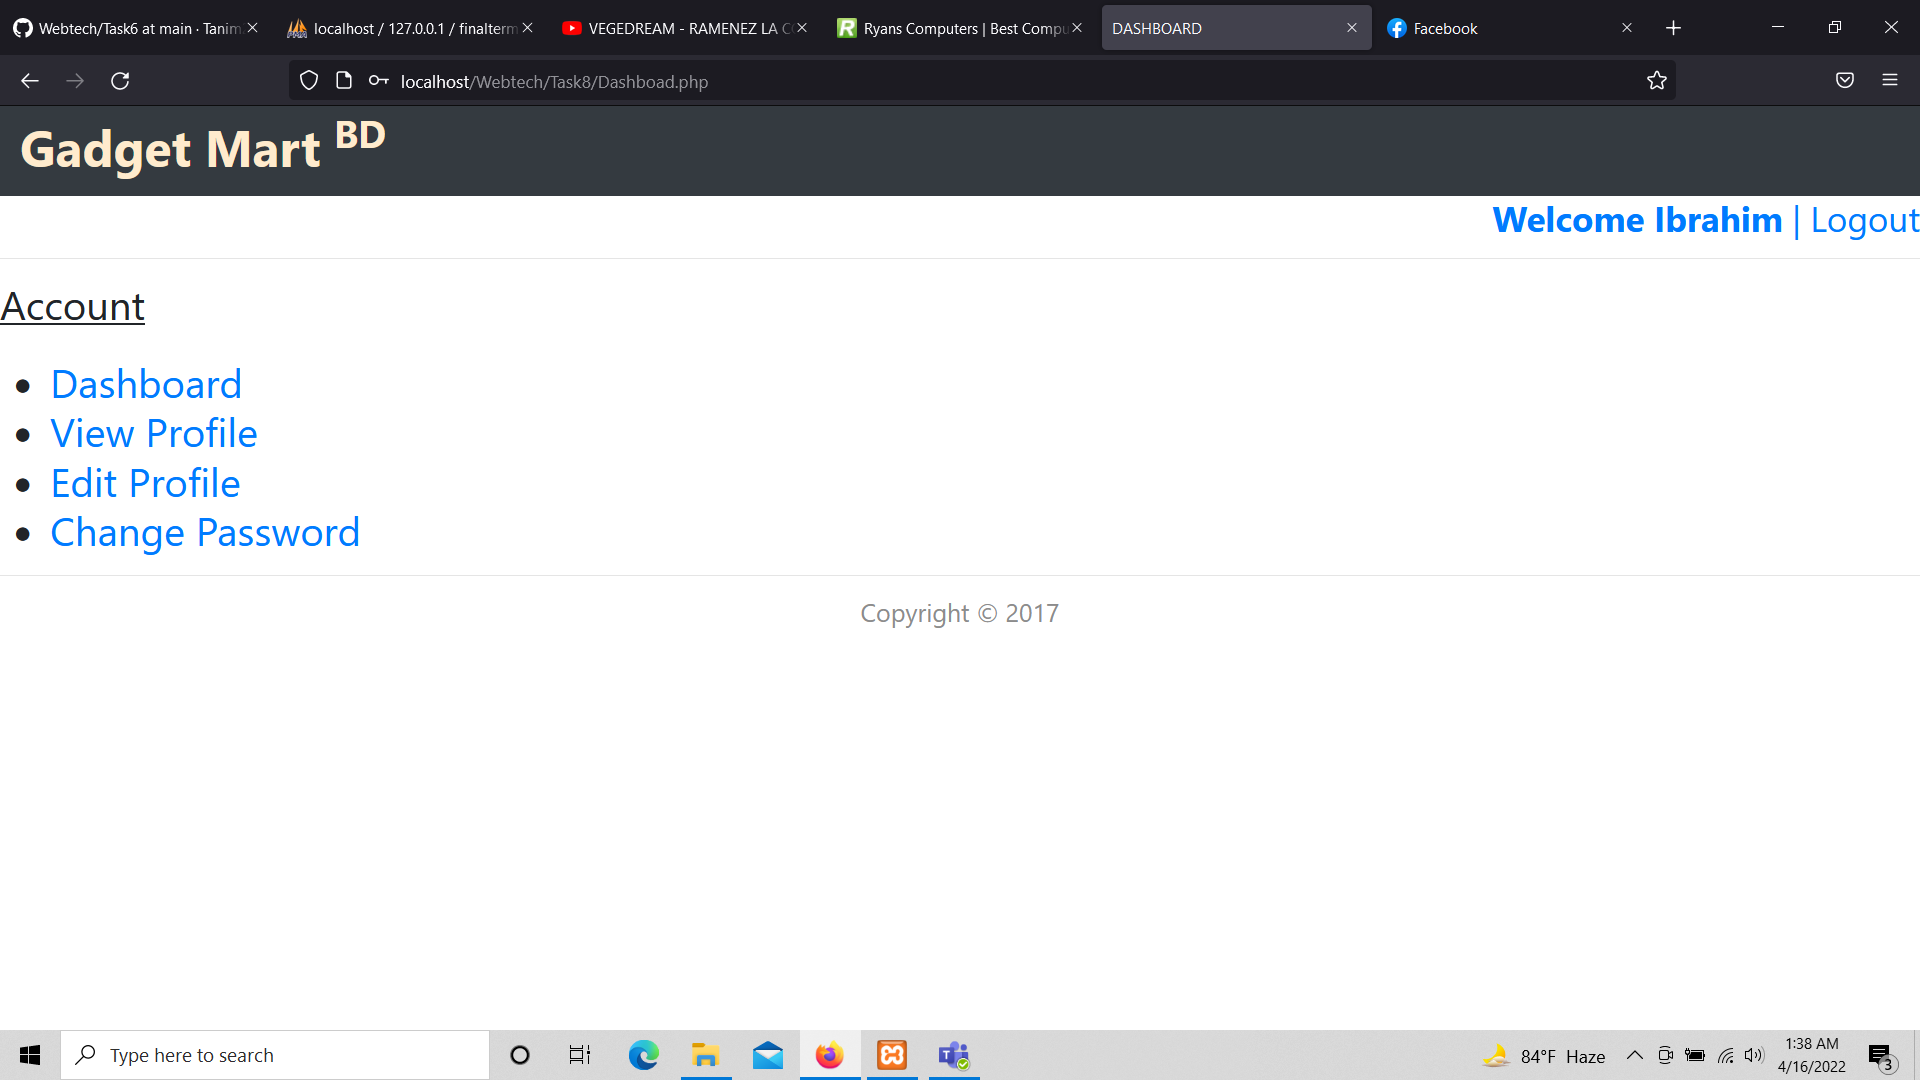 Webtech/Task6 at main · Tanim
localhost / 127.0.0.1 / finalterm
VEGEDREAM - RAMENEZ LA CO
Ryans Computers | Best Compu
DASHBOARD
Facebook
localhost/Webtech/Task8/Dashboad.php
Gadget Mart BD
Welcome Ibrahim | Logout
Account
• Dashboard
• View Profile
• Edit Profile
• Change Password
Copyright © 2017
Type here to search
84°F Haze
1:38 AM
4/16/2022
3